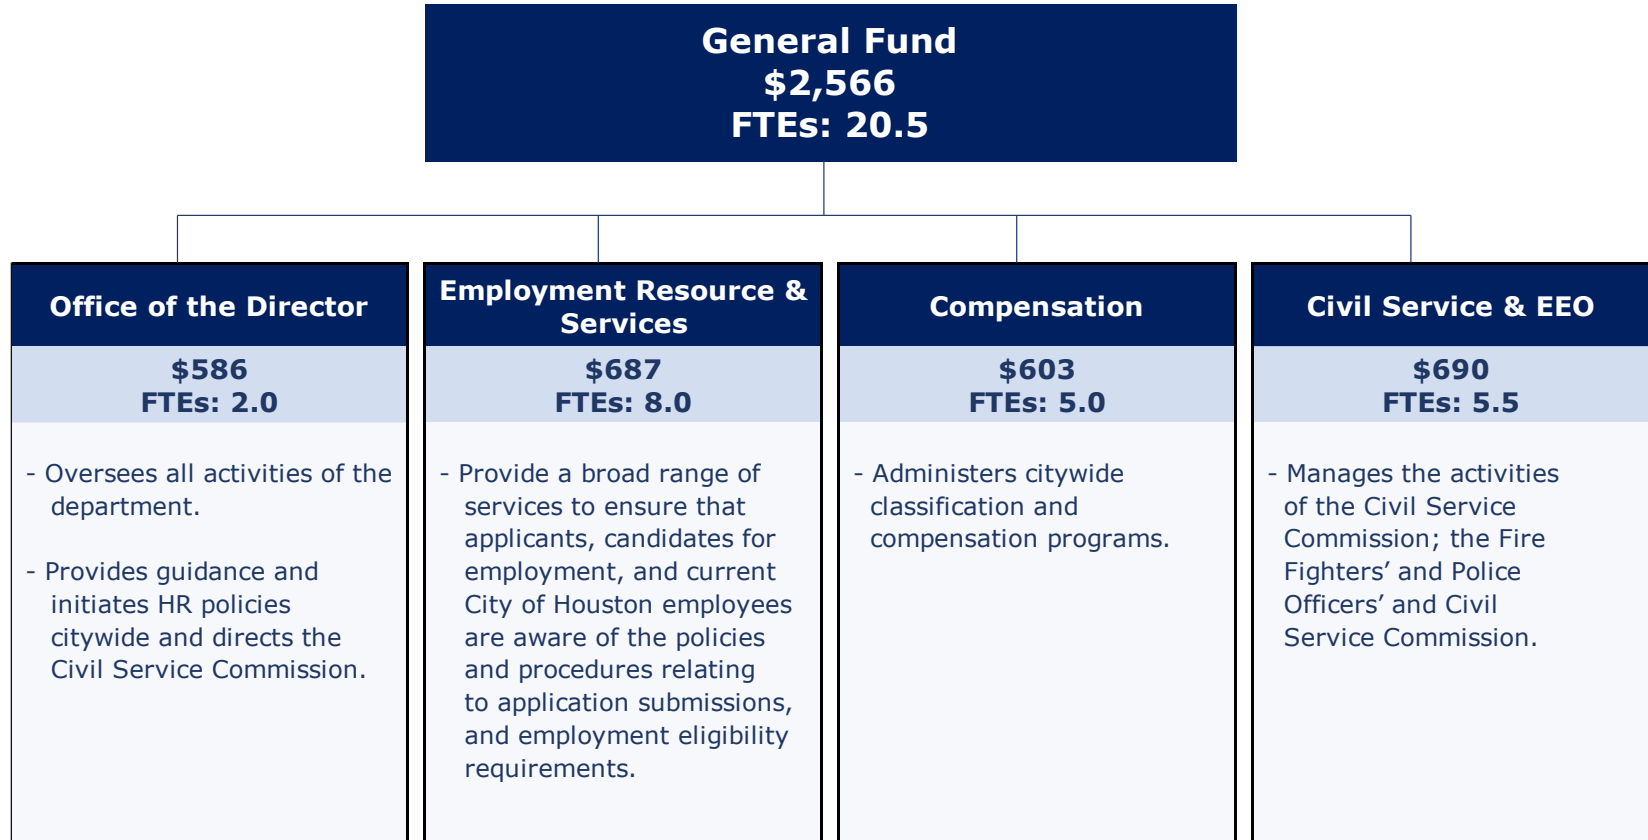 General Fund
$2,566
FTEs: 20.5
Office of the Director
$586
FTEs: 2.0
- Oversees all activities of the
department.
- Provides guidance and
initiates HR policies
citywide and directs the
Civil Service Commission.
Employment Resource &
Services
$687
FTEs: 8.0
- Provide a broad range of
services to ensure that
applicants, candidates for
employment, and current
City of Houston employees
are aware of the policies
and procedures relating
to application submissions,
and employment eligibility
requirements.
Compensation
$603
FTEs: 5.0
- Administers citywide
classification and
compensation programs.
Civil Service & EEO
$690
FTEs: 5.5
- Manages the activities
of the Civil Service
Commission; the Fire
Fighters’ and Police
Officers’ and Civil
Service Commission.